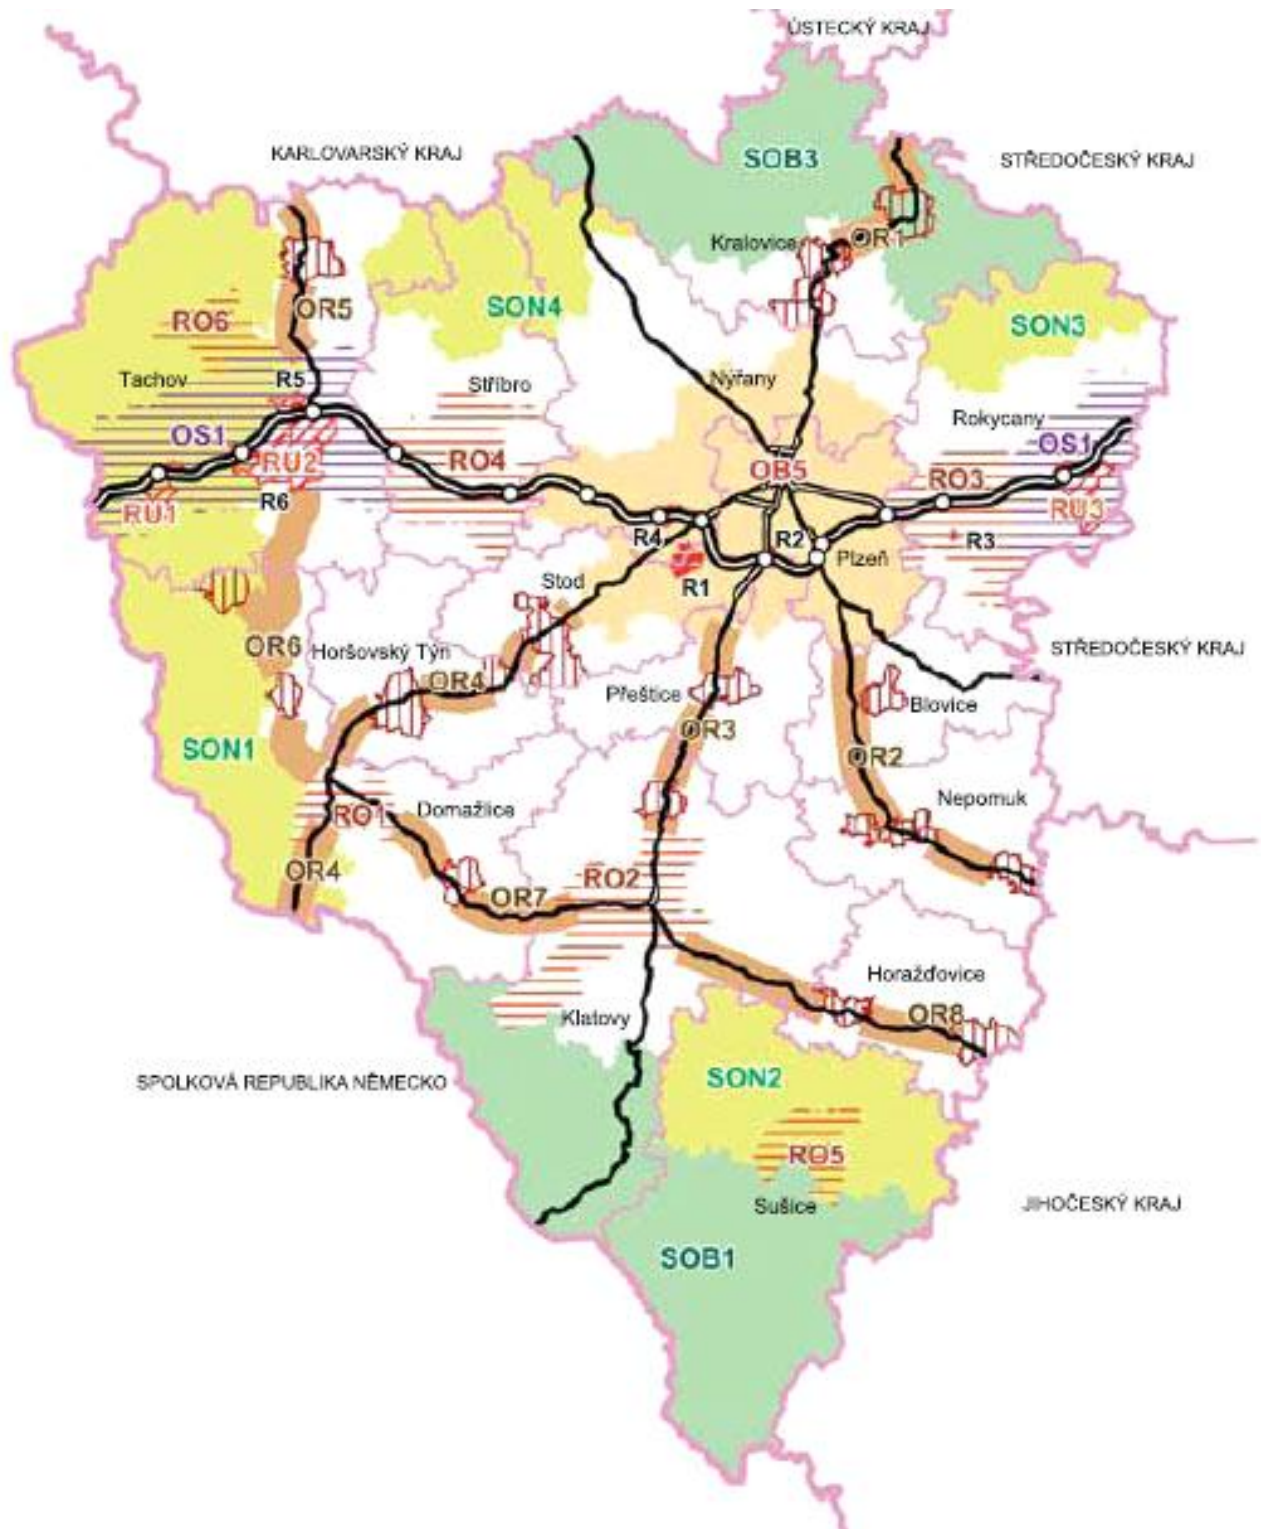 ÚSTECKÝ KRAJ
KARLOVARSKÝ KRAJ
SOB3
STŘEDOČESKÝ KRAJ
Kralovice
OR1
OR5
SON4
RO6
SON3
Tachov
R5
Stříbro
Nýřany
Rokycany
OS1
OS1
RU2
RO4
OB5
RO3
RU1
R6
RU3
R4
R2
R3
Plzeň
R1
Stod
OR6
Horšovský Týn
STŘEDOČESKÝ KRAJ
OR4
Přeštice
Blovice
SON1
OR3
OR2
Nepomuk
RO1
Domažlice
OR4
RO2
OR7
Horažďovice
Klatovy
OR8
SPOLKOVÁ REPUBLIKA NĚMECKO
SON2
RO5
Sušice
JIHOČESKÝ KRAJ
SOB1